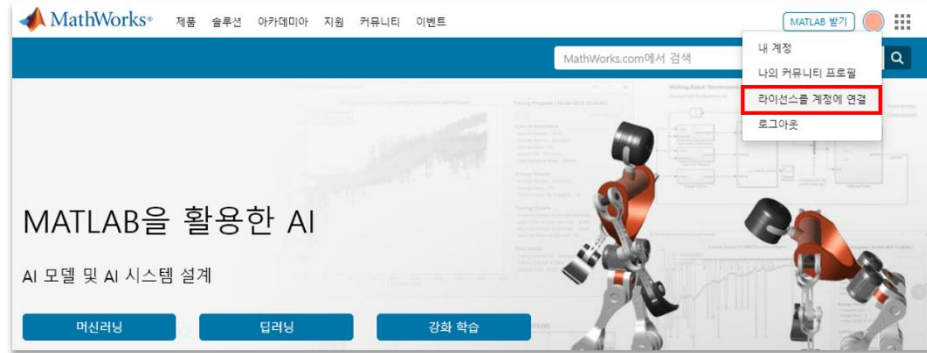 MathWorks®
제품 솔루션 아카데미아 지원 커뮤니티 이벤트
MATLAB 받기
MathWorks.com에서 검색
내 계정
나의 커뮤니티 프로필
라이선스를 계정에 연결
로그아웃
MATLAB을 활용한 AI
AI 모델 및 AI 시스템 설계
머신러닝 딥러닝 강화 학습